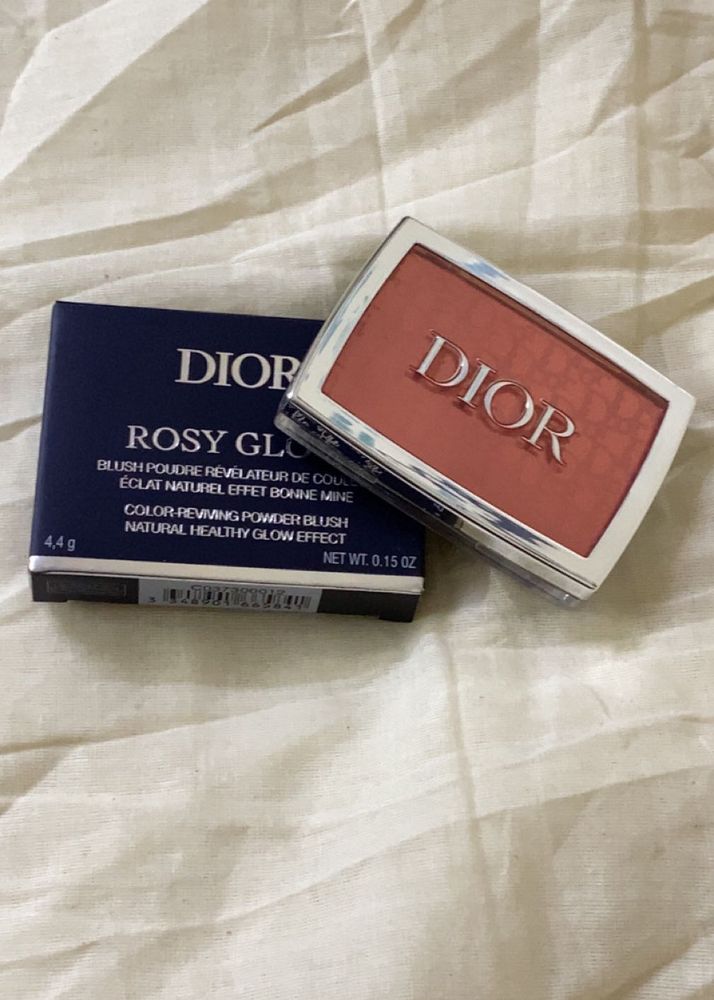 DIOR
ROSY GLO
BLUSH POUDRE RÉVÉLATEUR DE COUL
ÉCLAT NATUREL EFFET BONNE MINE
COLOR-REVIVING POWDER BLUSH
NATURAL HEALTHY GLOW EFFECT
4,4 g
NET WT. 0.15 OZ
DIOR